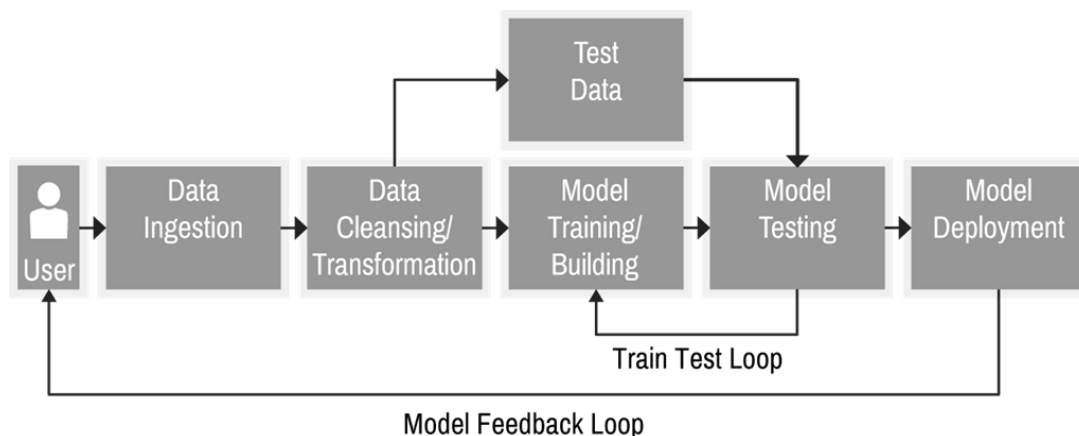 Test
Data
User
Data
Ingestion
Data
Cleansing/
Transformation
Model
Training/
Building
Model
Testing
Model
Deployment
Train Test Loop
Model Feedback Loop